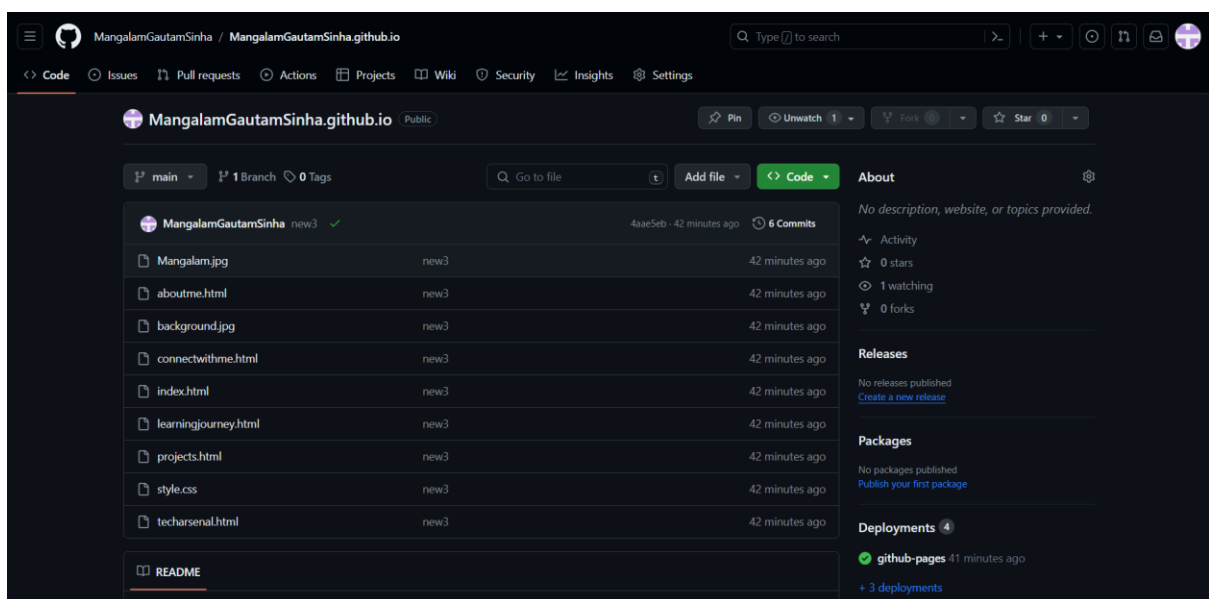 MangalamGautamSinha / MangalamGautamSinha.github.io
Type / to search
Code Issues Pull requests Actions Projects Wiki Security Insights Settings
MangalamGautamSinha.github.io Public
Pin Unwatch 1 Fork 0 Star 0
main 1 Branch 0 Tags
Go to file t Add file Code
MangalamGautamSinha new3 4aae5eb · 42 minutes ago 6 Commits
Mangalam.jpg new3 42 minutes ago
aboutme.html new3 42 minutes ago
background.jpg new3 42 minutes ago
connectwithme.html new3 42 minutes ago
index.html new3 42 minutes ago
learningjourney.html new3 42 minutes ago
projects.html new3 42 minutes ago
style.css new3 42 minutes ago
techarsenal.html new3 42 minutes ago
README
About
No description, website, or topics provided.
Activity
0 stars
1 watching
0 forks
Releases
No releases published
Create a new release
Packages
No packages published
Publish your first package
Deployments 4
github-pages 41 minutes ago
+ 3 deployments